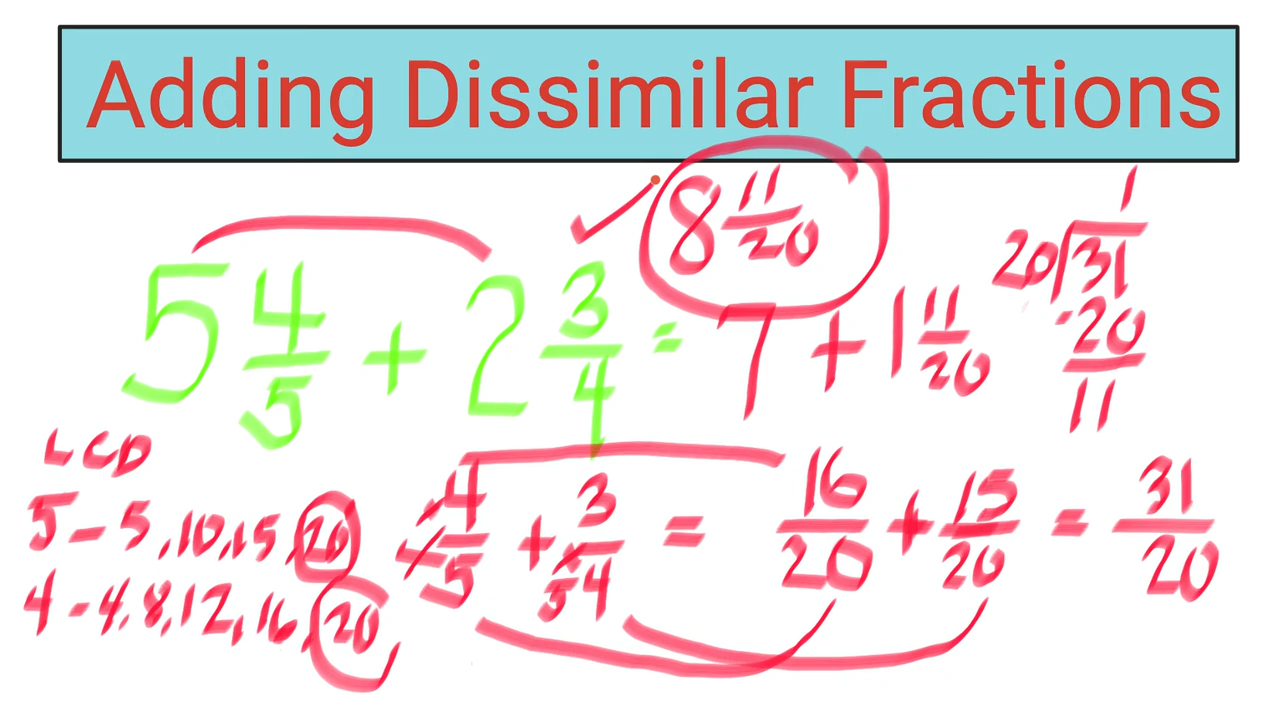 Adding Dissimilar Fractions
8 11/20
5 4/5 + 2 3/4 = 7 + 1 11/20
1
20)31
-20
11
LCD
5 - 5, 10, 15, 20
4 - 4, 8, 12, 16, 20
4/5 + 3/4 = 16/20 + 15/20 = 31/20
5